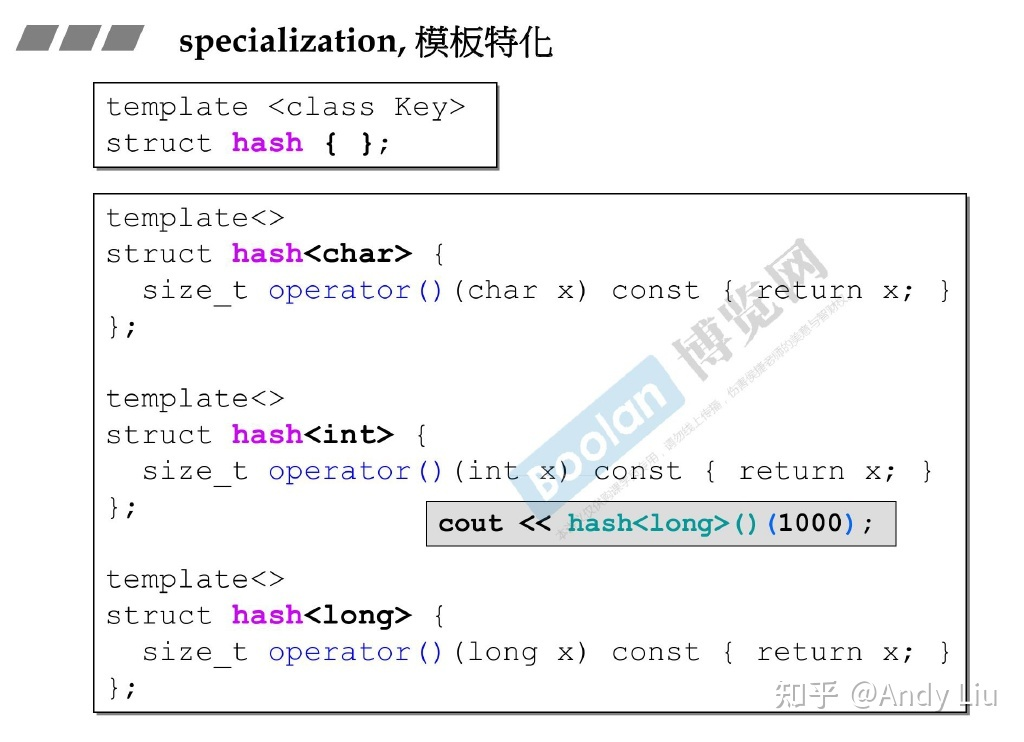 specialization, 模板特化
template <class Key>
struct hash { };
template<>
struct hash<char> {
size_t operator()(char x) const { return x; }
};
template<>
struct hash<int> {
size_t operator()(int x) const { return x; }
};
cout << hash<long>()(1000);
template<>
struct hash<long> {
size_t operator()(long x) const { return x; }
};
Boolan 博览网
知乎 @Andy Liu